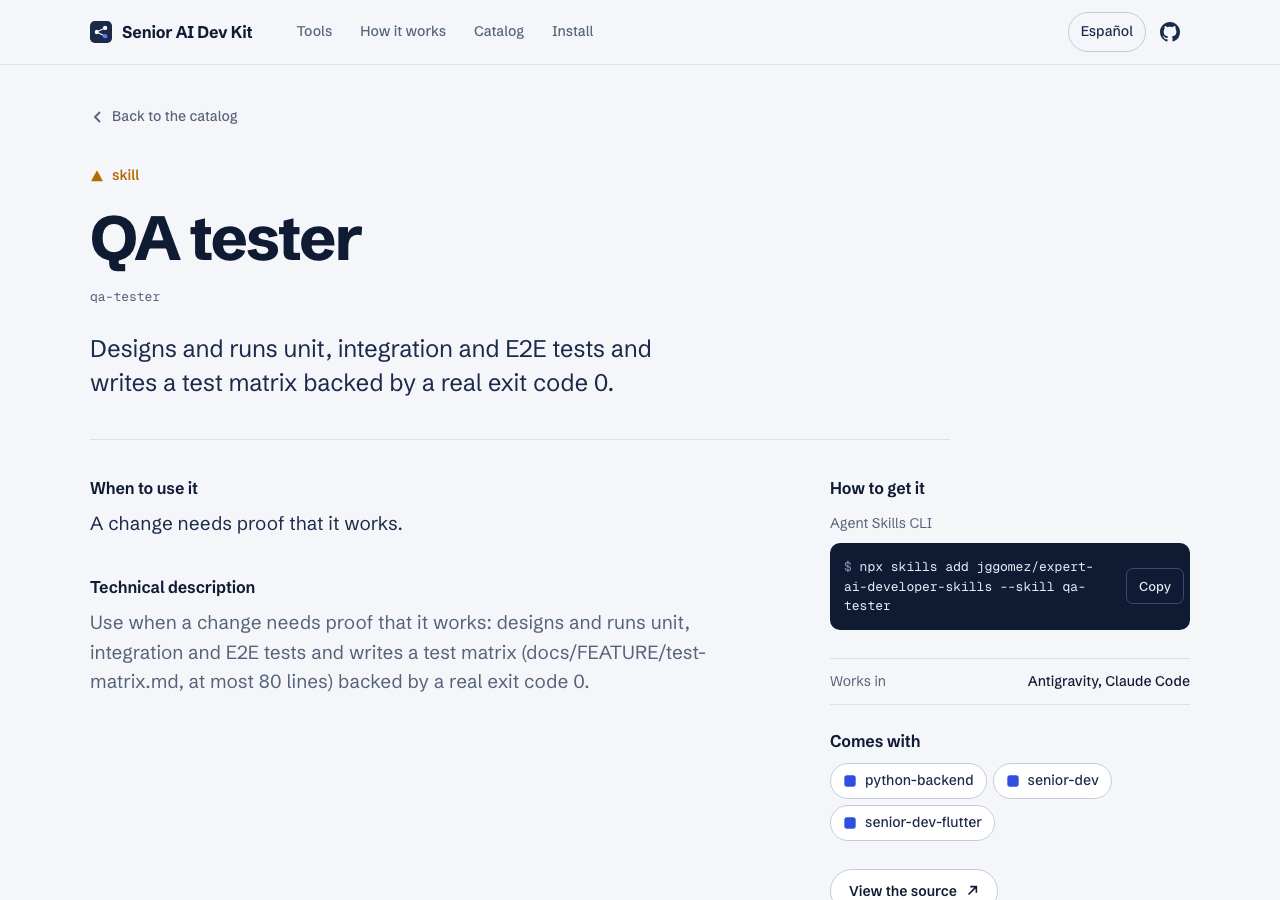 Senior AI Dev Kit
Tools
How it works
Catalog
Install
Español
Back to the catalog
skill
QA tester
qa-tester
Designs and runs unit, integration and E2E tests and
writes a test matrix backed by a real exit code 0.
When to use it
A change needs proof that it works.
Technical description
Use when a change needs proof that it works: designs and runs unit,
integration and E2E tests and writes a test matrix (docs/FEATURE/test-
matrix.md, at most 80 lines) backed by a real exit code 0.
How to get it
Agent Skills CLI
$ npx skills add jggomez/expert-
ai-developer-skills --skill qa-
tester
Copy
Works in
Antigravity, Claude Code
Comes with
python-backend
senior-dev
senior-dev-flutter
View the source